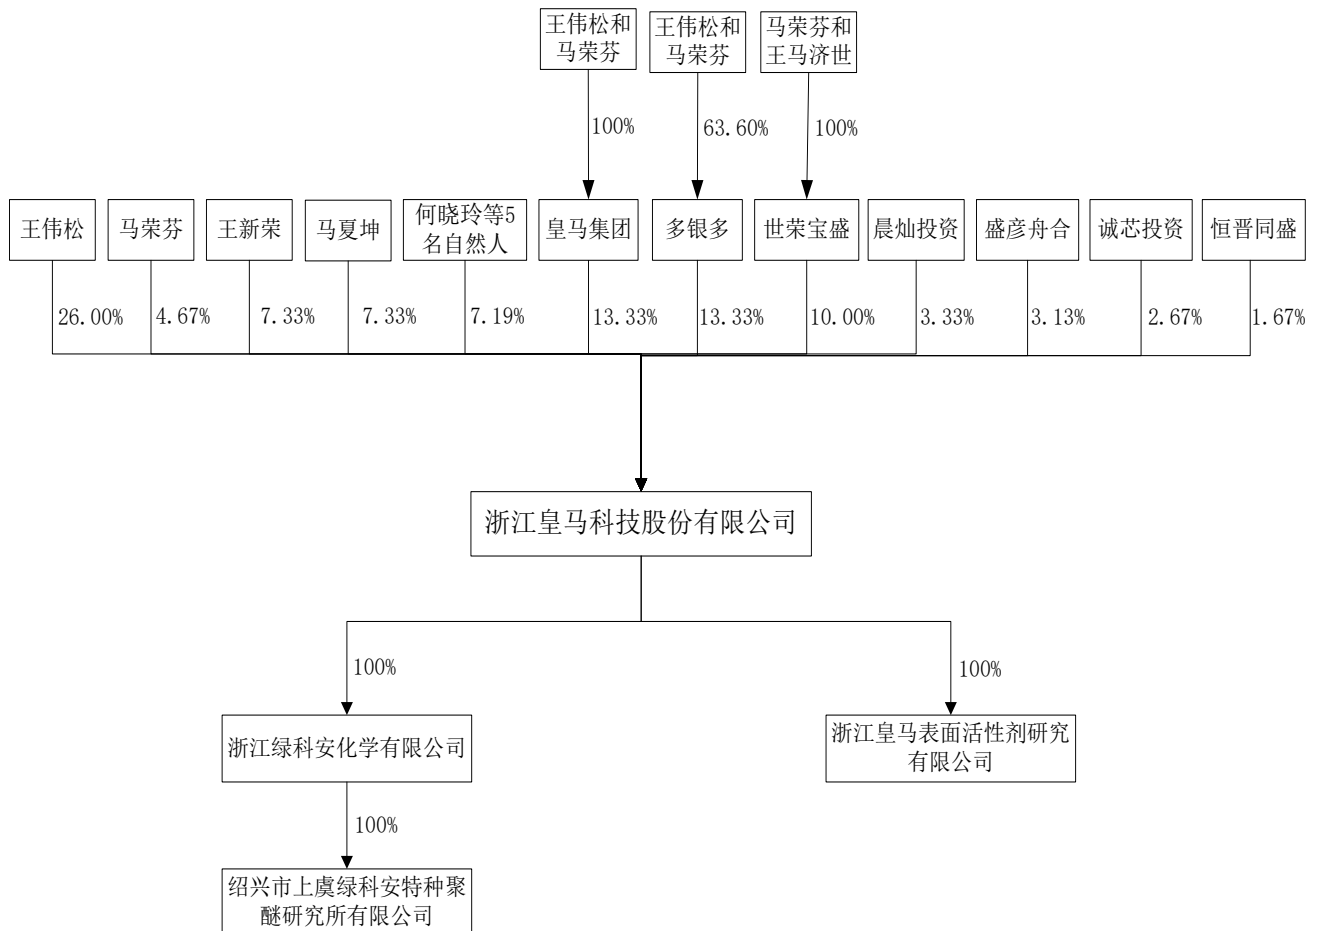 王伟松和
马荣芬
王伟松和
马荣芬
马荣芬和
王马济世
100%
63.60%
100%
王伟松
马荣芬
王新荣
马夏坤
何晓玲等5
名自然人
皇马集团
多银多
世荣宝盛
晨灿投资
盛彦舟合
诚芯投资
恒晋同盛
26.00%
4.67%
7.33%
7.33%
7.19%
13.33%
13.33%
10.00%
3.33%
3.13%
2.67%
1.67%
浙江皇马科技股份有限公司
100%
100%
浙江绿科安化学有限公司
浙江皇马表面活性剂研究
有限公司
100%
绍兴市上虞绿科安特种聚
醚研究所有限公司